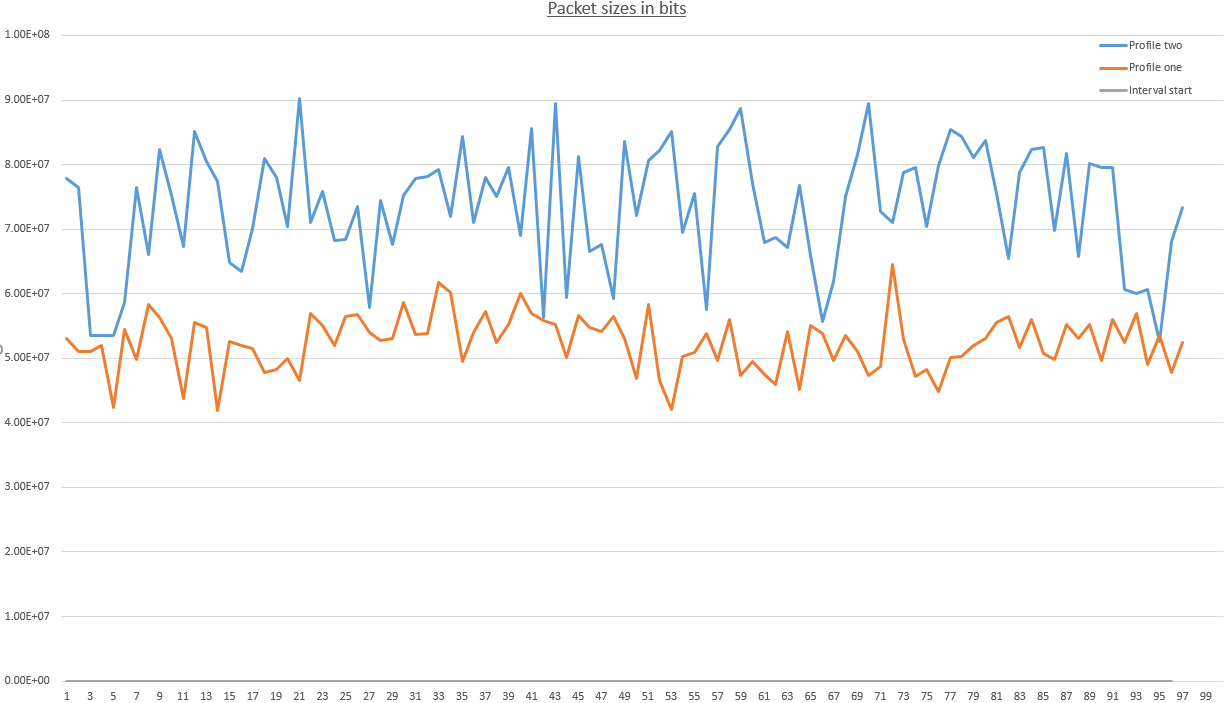 Packet sizes in bits
1.00E+08
9.00E+07
8.00E+07
7.00E+07
6.00E+07
5.00E+07
4.00E+07
3.00E+07
2.00E+07
1.00E+07
0.00E+00
Profile two
Profile one
Interval start
1 3 5 7 9 11 13 15 17 19 21 23 25 27 29 31 33 35 37 39 41 43 45 47 49 51 53 55 57 59 61 63 65 67 69 71 73 75 77 79 81 83 85 87 89 91 93 95 97 99